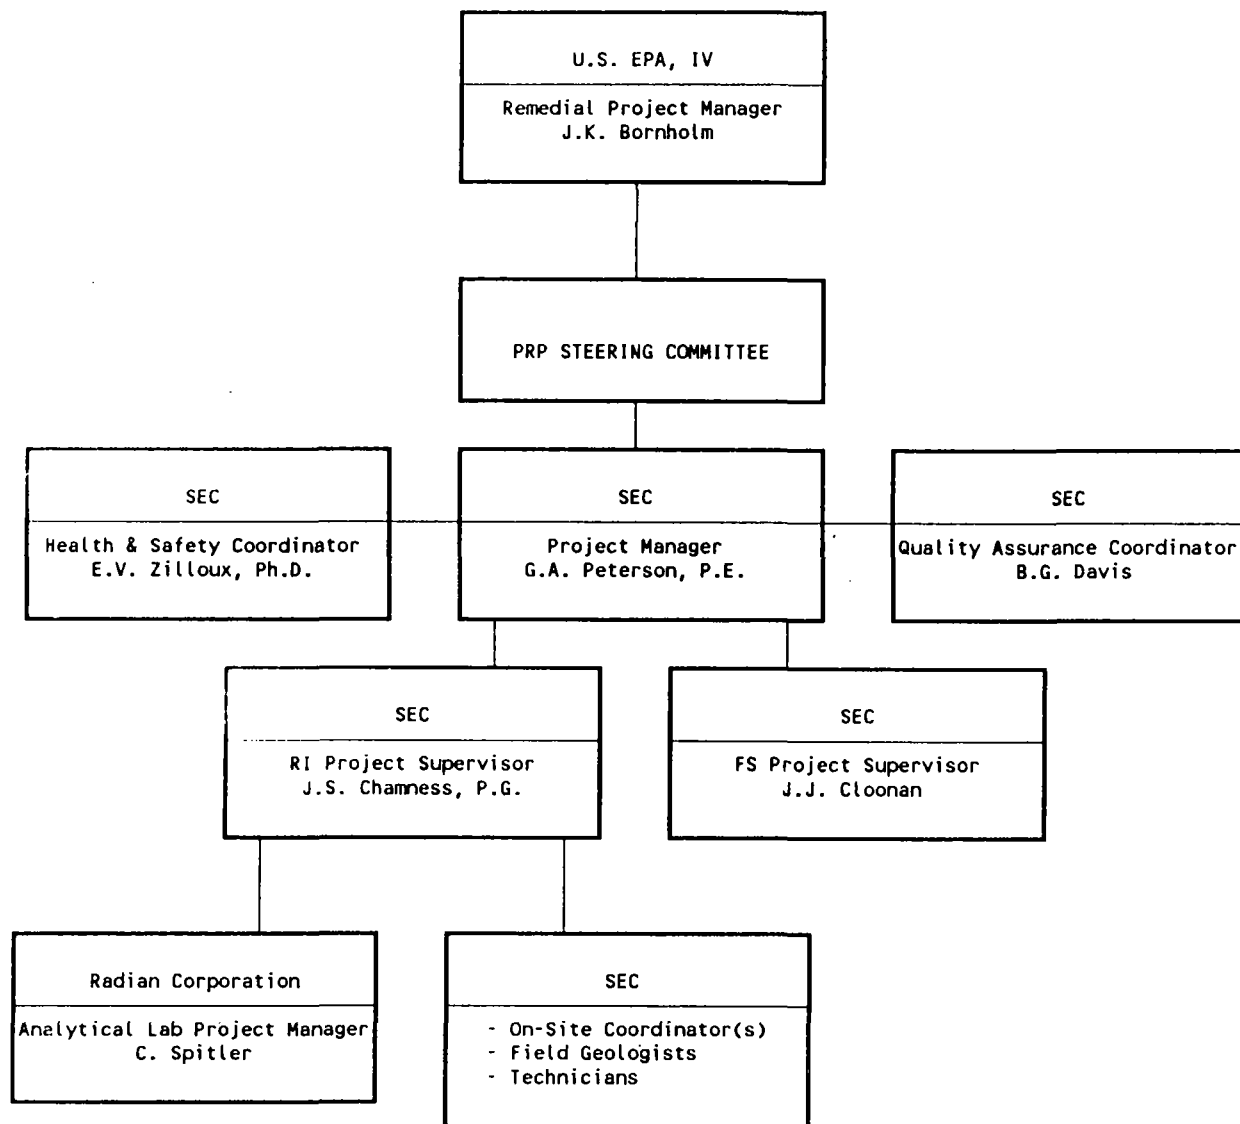 U.S. EPA, IV
Remedial Project Manager
J.K. Bornholm
PRP STEERING COMMITTEE
SEC
Health & Safety Coordinator
E.V. Zilloux, Ph.D.
SEC
Project Manager
G.A. Peterson, P.E.
SEC
Quality Assurance Coordinator
B.G. Davis
SEC
RI Project Supervisor
J.S. Chamness, P.G.
SEC
FS Project Supervisor
J.J. Cloonan
Radian Corporation
Analytical Lab Project Manager
C. Spitler
SEC
- On-Site Coordinator(s)
- Field Geologists
- Technicians